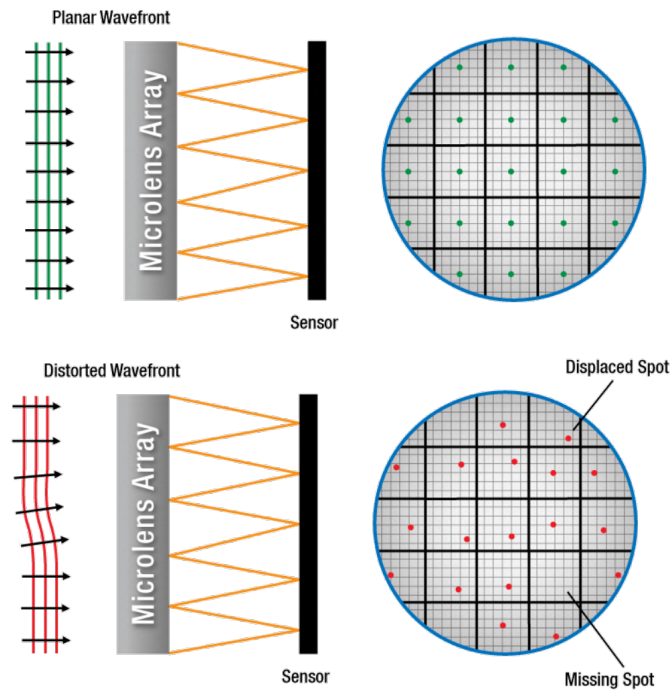 Planar Wavefront
Microlens Array
Sensor
Distorted Wavefront
Displaced Spot
Microlens Array
Sensor
Missing Spot